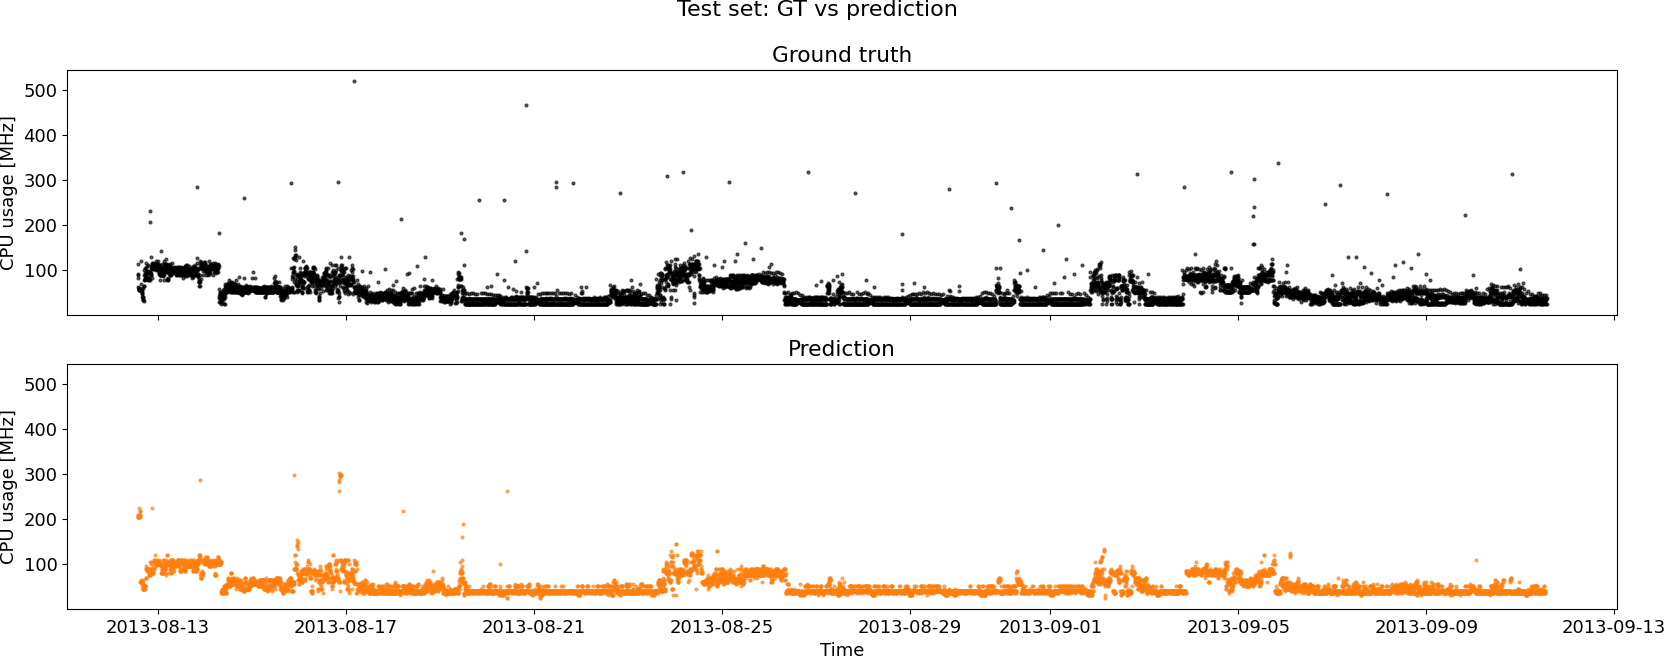 Test set: GT vs prediction
Ground truth
500
400
300
200
100
CPU usage [MHz]
Prediction
500
400
300
200
100
CPU usage [MHz]
2013-08-13 2013-08-17 2013-08-21 2013-08-25 2013-08-29 2013-09-01 2013-09-05 2013-09-09 2013-09-13
Time